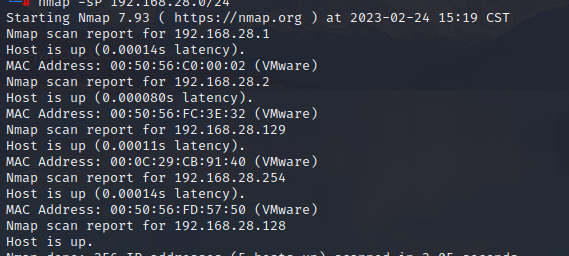 nmap -sP 192.168.28.0/24
Starting Nmap 7.93 ( https://nmap.org ) at 2023-02-24 15:19 CST
Nmap scan report for 192.168.28.1
Host is up (0.00014s latency).
MAC Address: 00:50:56:C0:00:02 (VMware)
Nmap scan report for 192.168.28.2
Host is up (0.000080s latency).
MAC Address: 00:50:56:FC:3E:32 (VMware)
Nmap scan report for 192.168.28.129
Host is up (0.00011s latency).
MAC Address: 00:0C:29:CB:91:40 (VMware)
Nmap scan report for 192.168.28.254
Host is up (0.00014s latency).
MAC Address: 00:50:56:FD:57:50 (VMware)
Nmap scan report for 192.168.28.128
Host is up.
Nmap done: 256 IP addresses (5 hosts up) scanned in 2.05 seconds